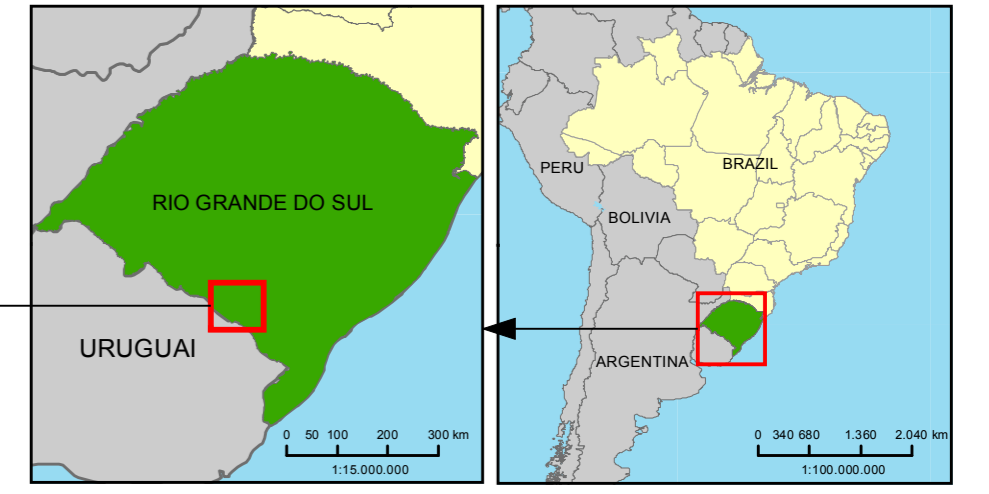 RIO GRANDE DO SUL
URUGUAI
0 50 100 200 300 km
1:15.000.000
PERU
BRAZIL
BOLIVIA
ARGENTINA
0 340 680 1.360 2.040 km
1:100.000.000